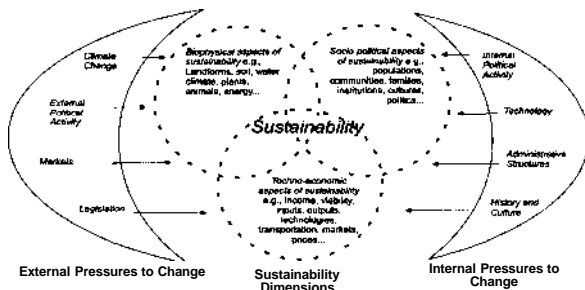 Climate
Change
External
Political
Activity
Markets
Legislation
External Pressures to Change
Biophysical aspects of
sustainability e.g.,
Landforms, soil, water
climate, plants,
animals, energy...
Socio political aspects
of sustainability e.g.,
populations,
communities, families,
institutions, cultures,
politics...
Sustainability
Techno-economic
aspects of sustainability
e.g., income, viability,
inputs, outputs,
technologies,
transportation, markets,
prices...
Sustainability
Dimensions
Internal
Political
Activity
Technology
Administrative
Structures
History and
Culture
Internal Pressures to
Change